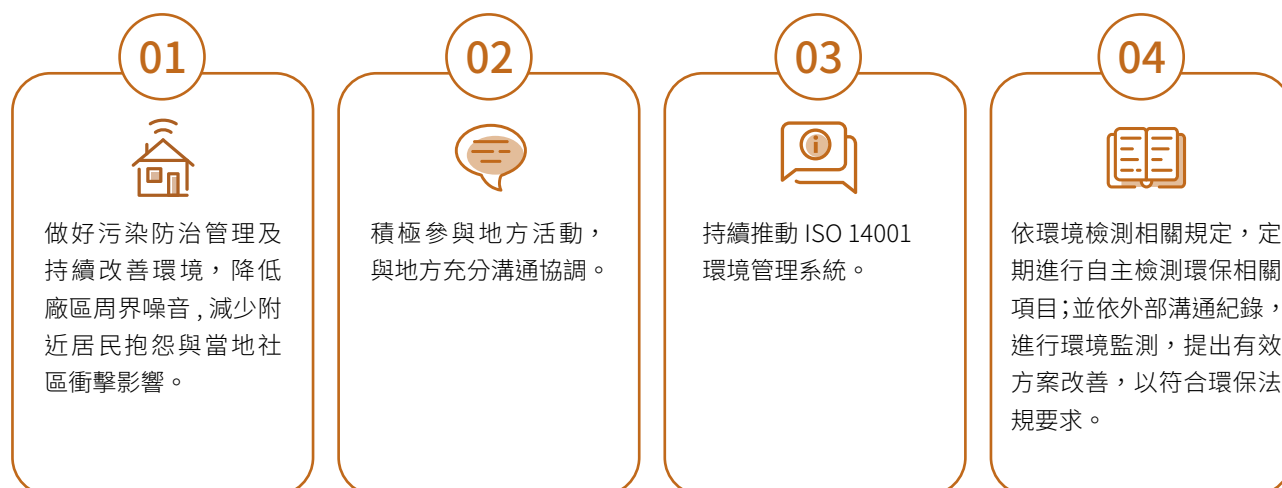 01
做好污染防治管理及
持續改善環境，降低
廠區周界噪音 , 減少附
近居民抱怨與當地社
區衝擊影響。
02
積極參與地方活動，
與地方充分溝通協調。
03
持續推動 ISO 14001
環境管理系統。
04
依環境檢測相關規定，定
期進行自主檢測環保相關
項目；並依外部溝通紀錄，
進行環境監測，提出有效
方案改善，以符合環保法
規要求。